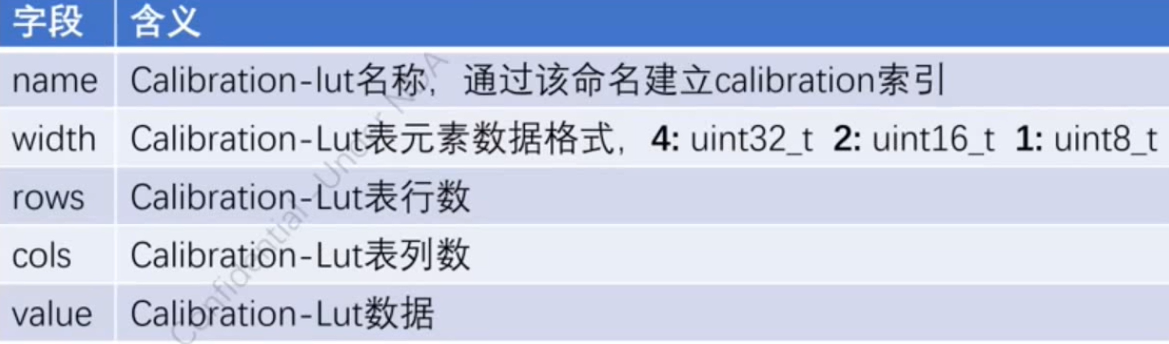 字段 含义
name Calibration-lut名称，通过该命名建立calibration索引
width Calibration-Lut表元素数据格式，4: uint32_t 2: uint16_t 1: uint8_t
rows Calibration-Lut表行数
cols Calibration-Lut表列数
value Calibration-Lut数据
Confidential - Under NDA